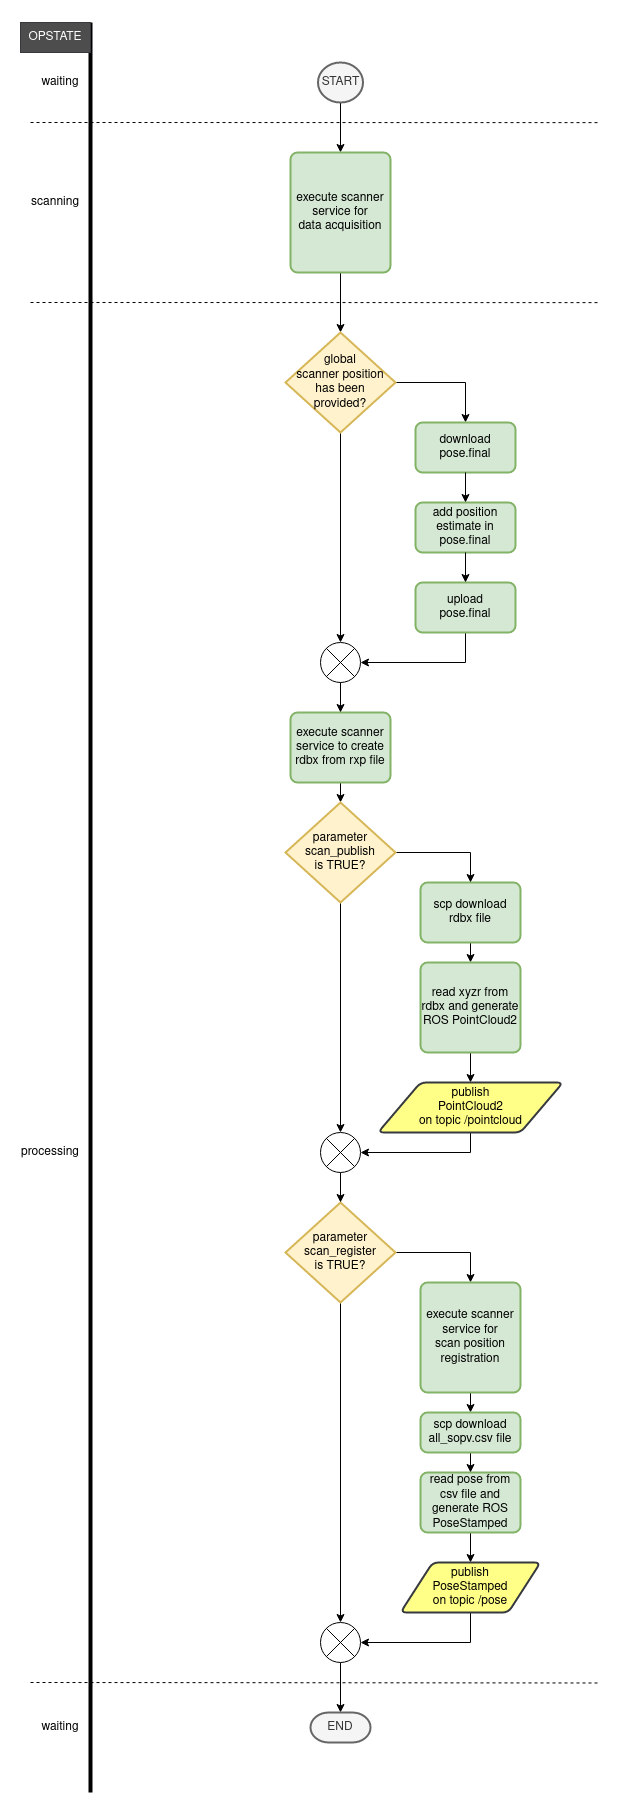 OPSTATE
waiting
START
scanning
execute scanner
service for
data acquisition
global
scanner position
has been
provided?
download
pose.final
add position
estimate in
pose.final
upload
pose.final
execute scanner
service to create
rdbx from rxp file
parameter
scan_publish
is TRUE?
scp download
rdbx file
read xyzr from
rdbx and generate
ROS PointCloud2
publish
PointCloud2
on topic /pointcloud
processing
parameter
scan_register
is TRUE?
execute scanner
service for
scan position
registration
scp download
all_sopv.csv file
read pose from
csv file and
generate ROS
PoseStamped
publish
PoseStamped
on topic /pose
waiting
END